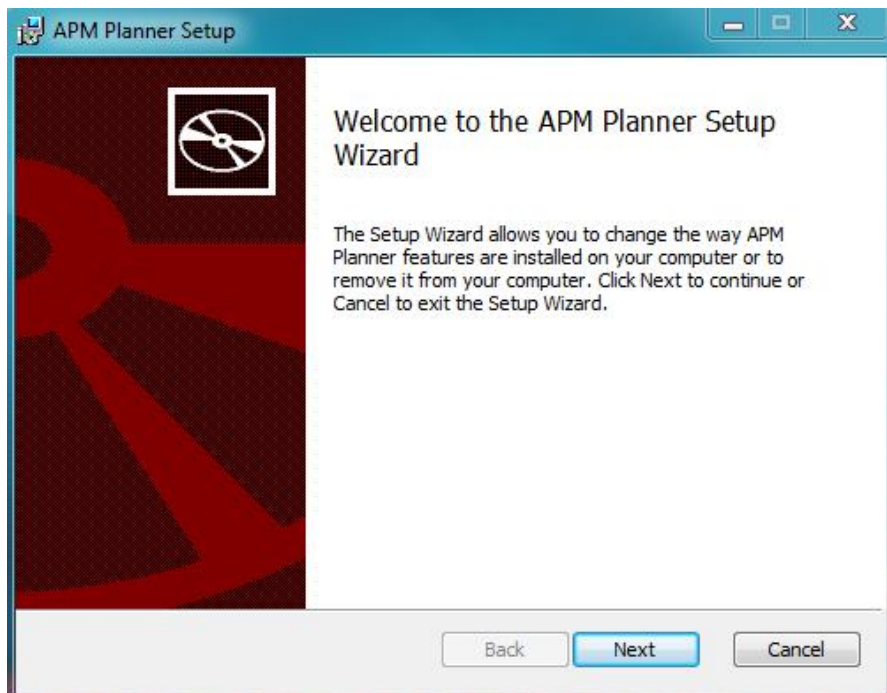 APM Planner Setup
Welcome to the APM Planner Setup
Wizard
The Setup Wizard allows you to change the way APM
Planner features are installed on your computer or to
remove it from your computer. Click Next to continue or
Cancel to exit the Setup Wizard.
Back
Next
Cancel